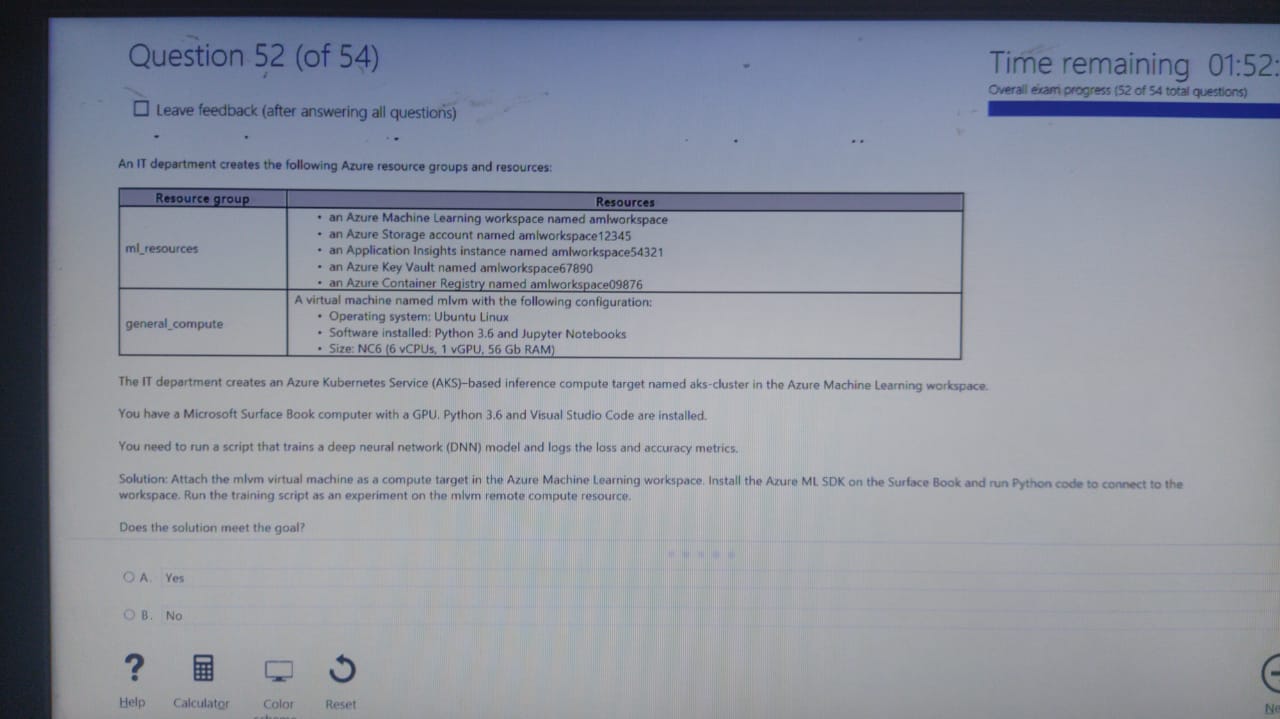 Question 52 (of 54)
Time remaining 01:52:
Overall exam progress (52 of 54 total questions)
Leave feedback (after answering all questions)
An IT department creates the following Azure resource groups and resources:
Resource group
Resources
ml_resources
• an Azure Machine Learning workspace named amlworkspace
• an Azure Storage account named amlworkspace12345
• an Application Insights instance named amlworkspace54321
• an Azure Key Vault named amlworkspace67890
• an Azure Container Registry named amlworkspace09876
general_compute
A virtual machine named mlvm with the following configuration:
• Operating system: Ubuntu Linux
• Software installed: Python 3.6 and Jupyter Notebooks
• Size: NC6 (6 vCPUs, 1 vGPU, 56 Gb RAM)
The IT department creates an Azure Kubernetes Service (AKS)–based inference compute target named aks-cluster in the Azure Machine Learning workspace.
You have a Microsoft Surface Book computer with a GPU. Python 3.6 and Visual Studio Code are installed.
You need to run a script that trains a deep neural network (DNN) model and logs the loss and accuracy metrics.
Solution: Attach the mlvm virtual machine as a compute target in the Azure Machine Learning workspace. Install the Azure ML SDK on the Surface Book and run Python code to connect to the
workspace. Run the training script as an experiment on the mlvm remote compute resource.
Does the solution meet the goal?
A. Yes
B. No
Help
Calculator
Color
Reset